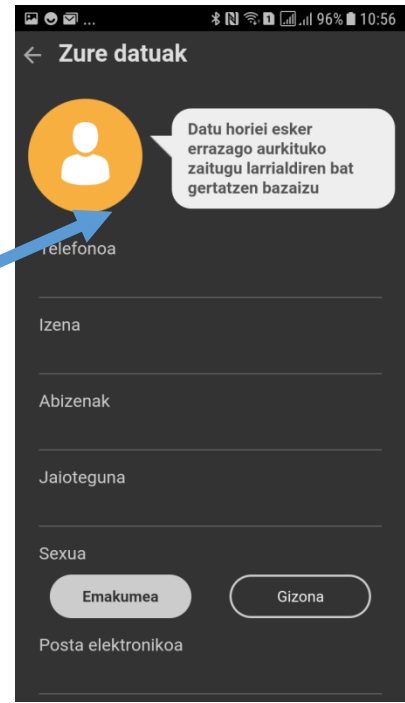 ... 96% 10:56
← Zure datuak
Datu horiei esker
errazago aurkituko
zaitugu larrialdiren bat
gertatzen bazaizu
Telefonoa
Izena
Abizenak
Jaioteguna
Sexua
Emakumea Gizona
Posta elektronikoa